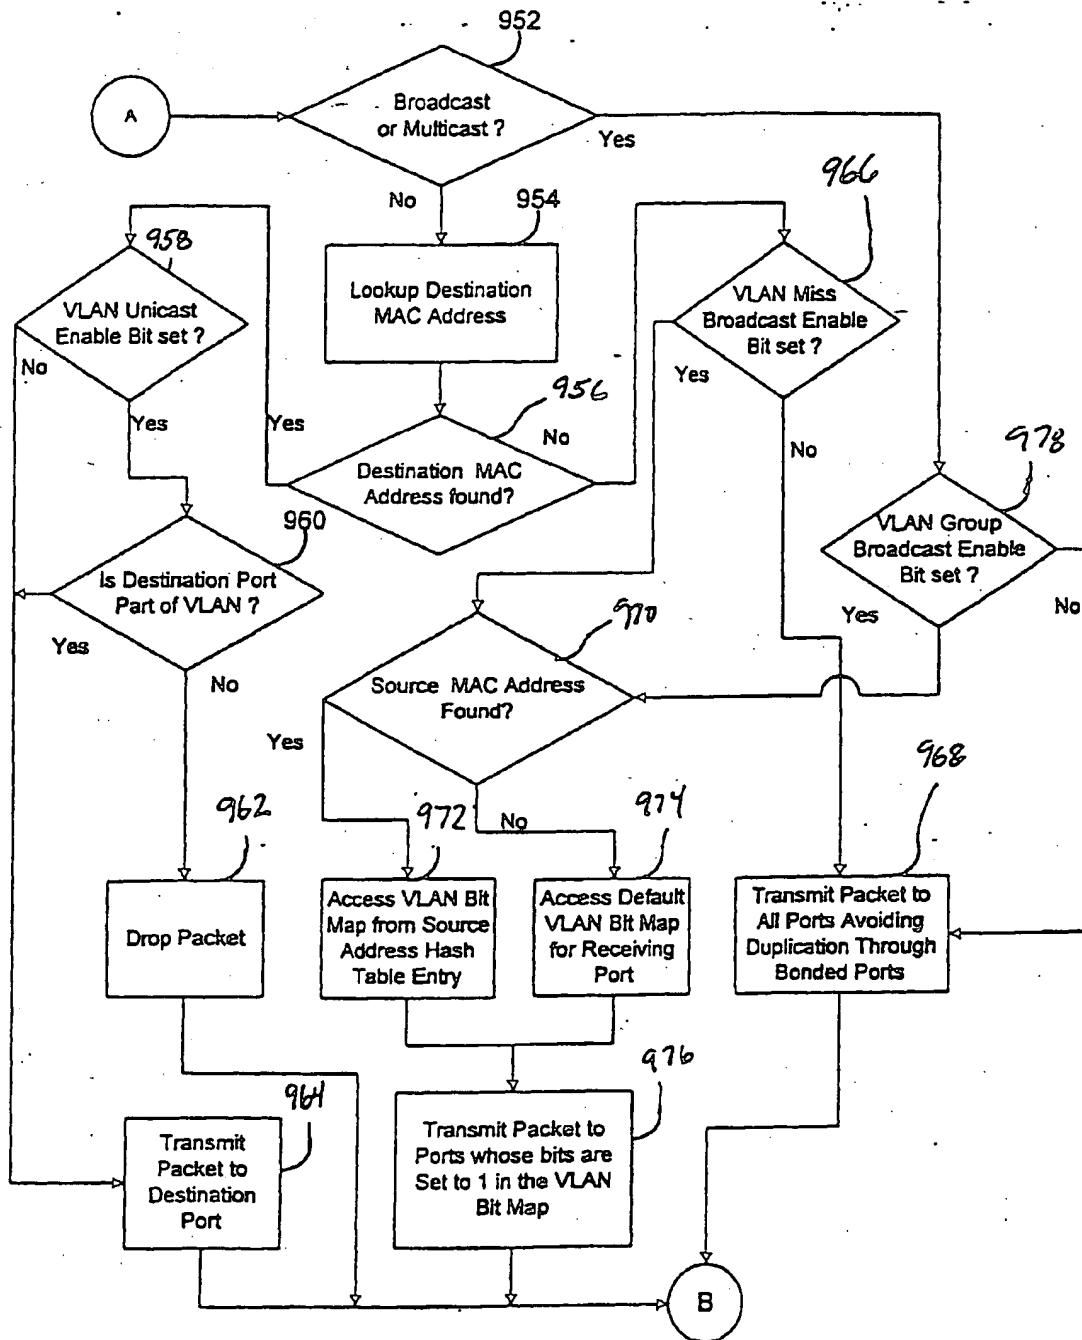 952
A
Broadcast
or Multicast ?
Yes
No
954
966
958
Lookup Destination
MAC Address
VLAN Unicast
Enable Bit set ?
VLAN Miss
Broadcast Enable
Bit set ?
No
Yes
956
Yes
Yes
No
No
978
Destination MAC
Address found?
960
VLAN Group
Broadcast Enable
Bit set ?
Is Destination Port
Part of VLAN ?
Yes
No
970
Yes
No
Source MAC Address
Found?
Yes
968
962
972
No
974
Drop Packet
Access VLAN Bit
Map from Source
Address Hash
Table Entry
Access Default
VLAN Bit Map
for Receiving
Port
Transmit Packet to
All Ports Avoiding
Duplication Through
Bonded Ports
976
964
Transmit
Packet to
Destination
Port
Transmit Packet to
Ports whose bits are
Set to 1 in the VLAN
Bit Map
B